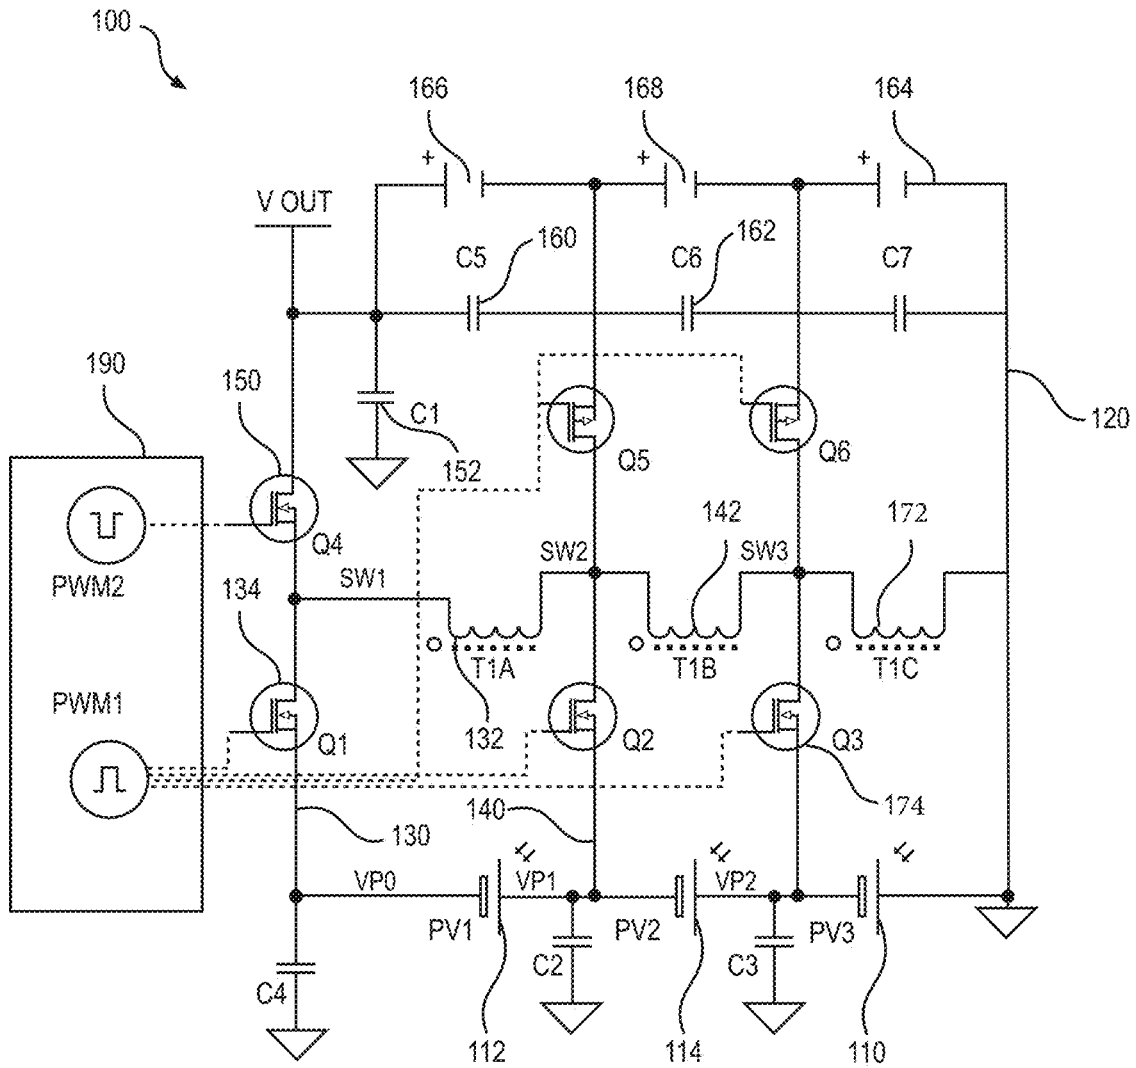 100
166
168
164
+
+
+
V OUT
C5
160
C6
162
C7
190
150
C1
152
120
Q5
Q6
PWM2
Q4
134
SW1
SW2
142
SW3
172
T1A
T1B
T1C
PWM1
Q1
132
Q2
Q3
174
130
140
VP0
VP1
VP2
PV1
PV2
PV3
C4
C2
C3
112
114
110